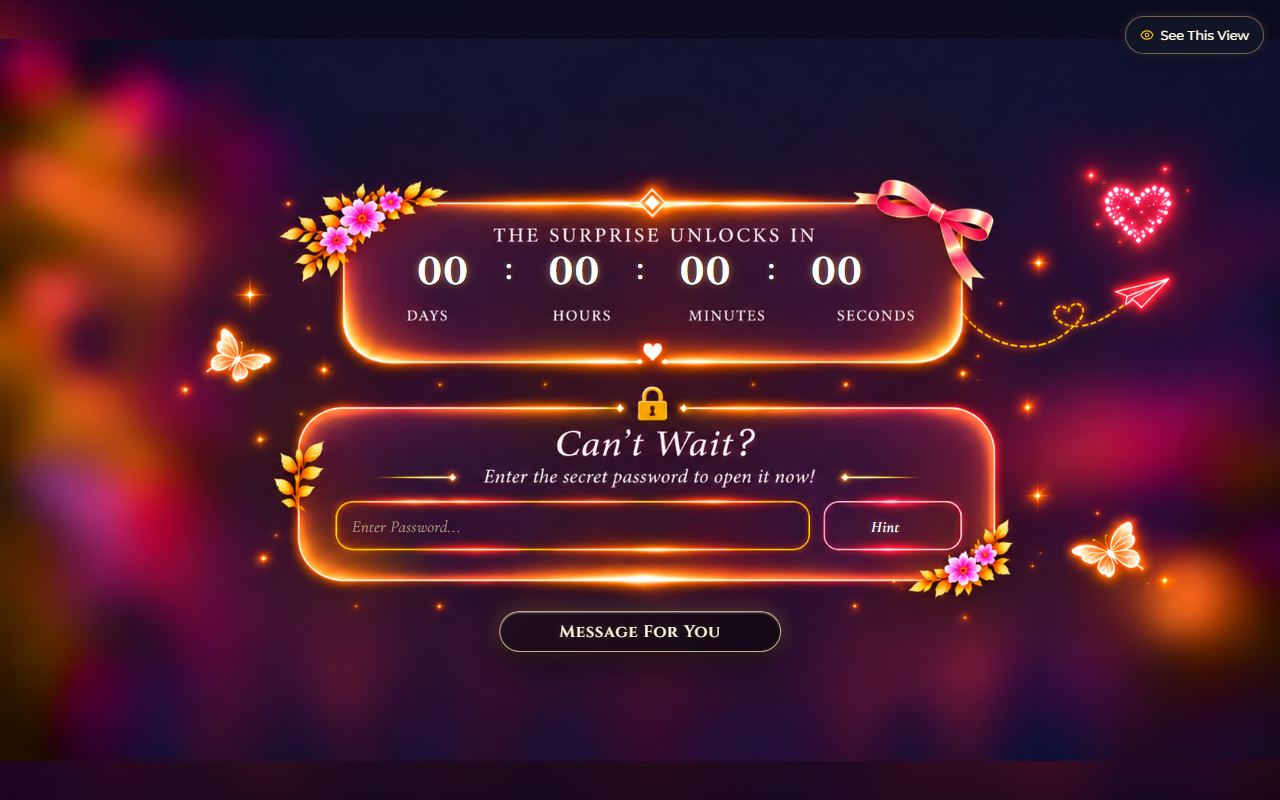 See This View
THE SURPRISE UNLOCKS IN
00 : 00 : 00 : 00
DAYS HOURS MINUTES SECONDS
Can't Wait?
Enter the secret password to open it now!
Enter Password... Hint
Message For You